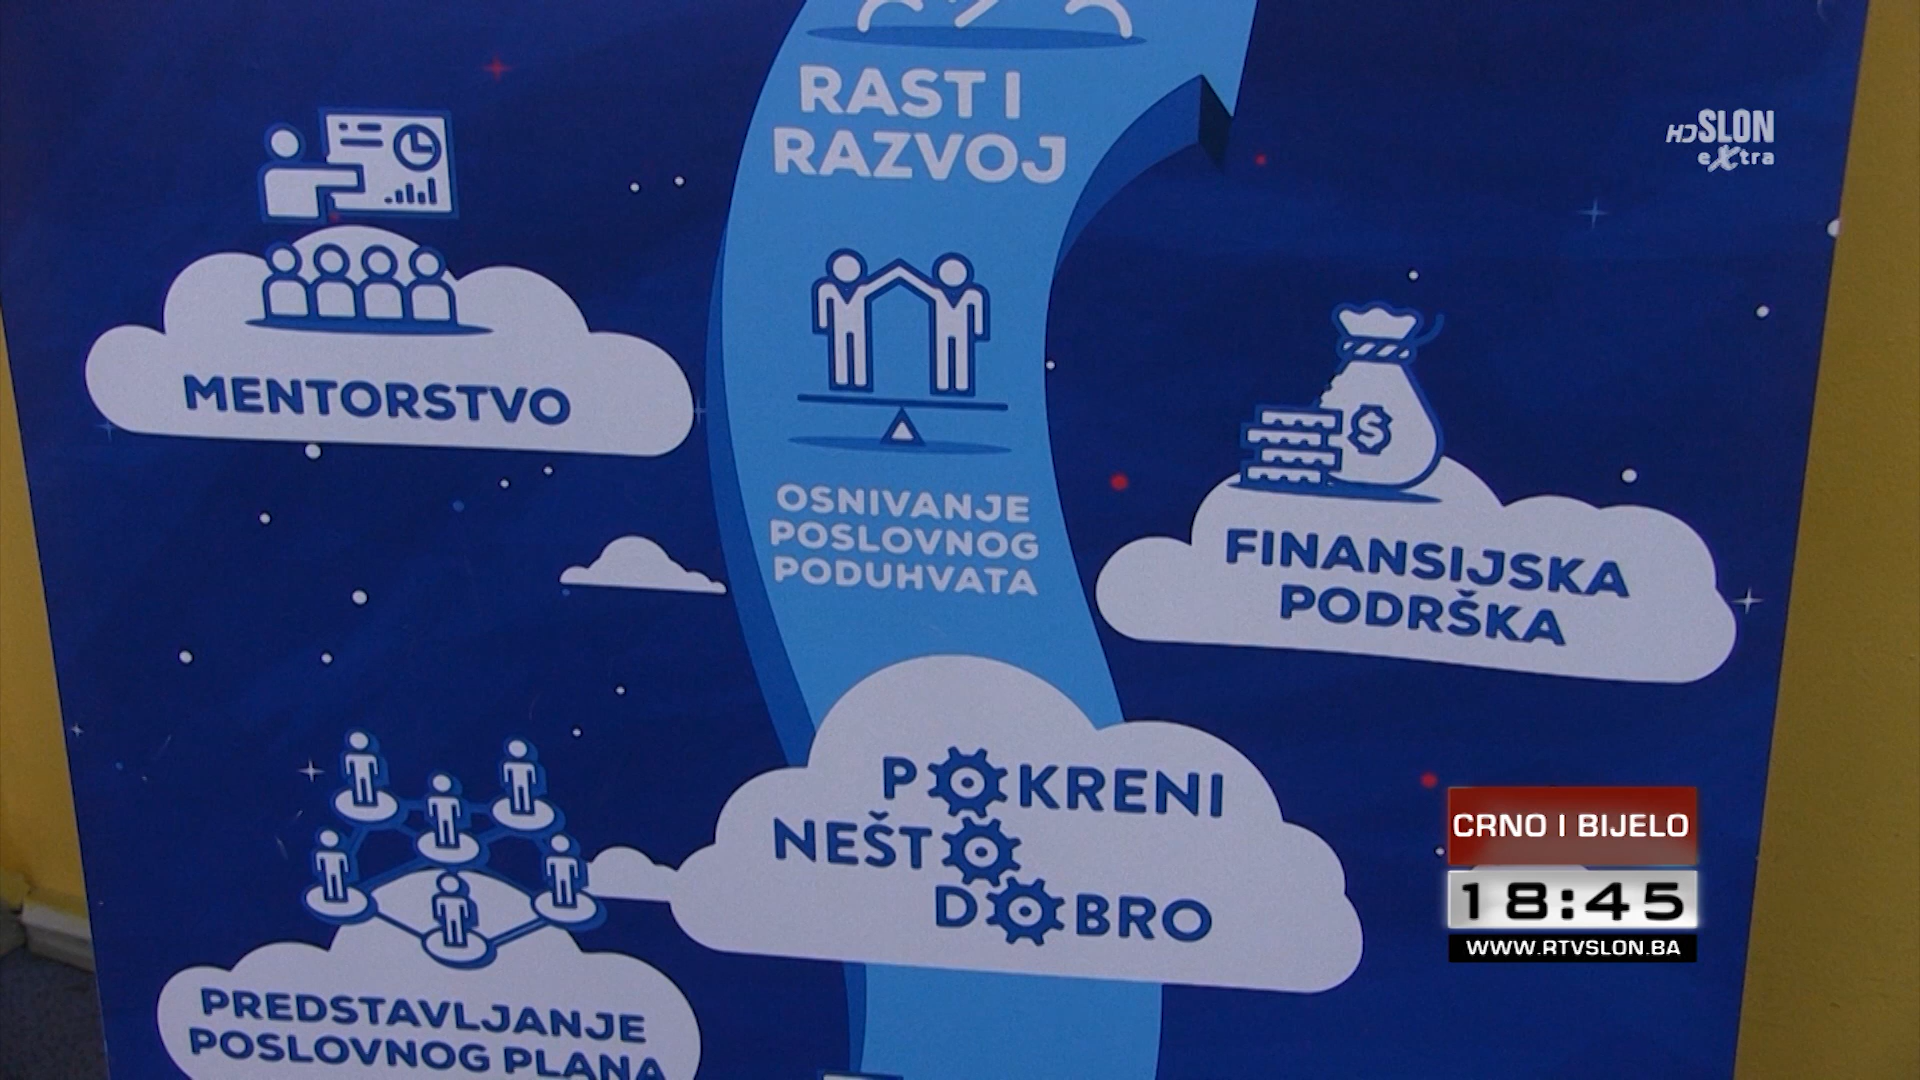 RAST I
RAZVOJ
HD SLON
eXtra
MENTORSTVO
$
OSNIVANJE
POSLOVNOG
PODUHVATA
FINANSIJSKA
PODRŠKA
POKRENI
NEŠTO
DOBRO
CRNO I BIJELO
18:45
WWW.RTVSLON.BA
PREDSTAVLJANJE
POSLOVNOG PLANA